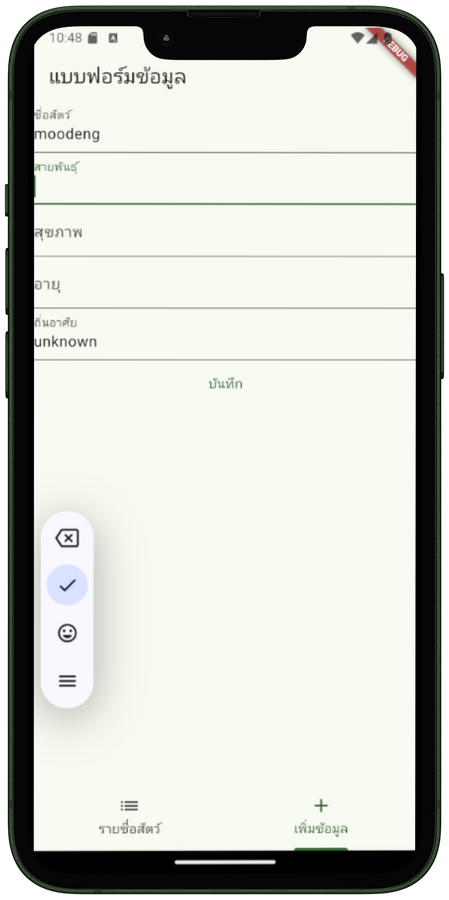 10:48
DEBUG
แบบฟอร์มข้อมูล
ชื่อสัตว์
moodeng
สายพันธุ์
สุขภาพ
อายุ
ถิ่นอาศัย
unknown
บันทึก
รายชื่อสัตว์
เพิ่มข้อมูล